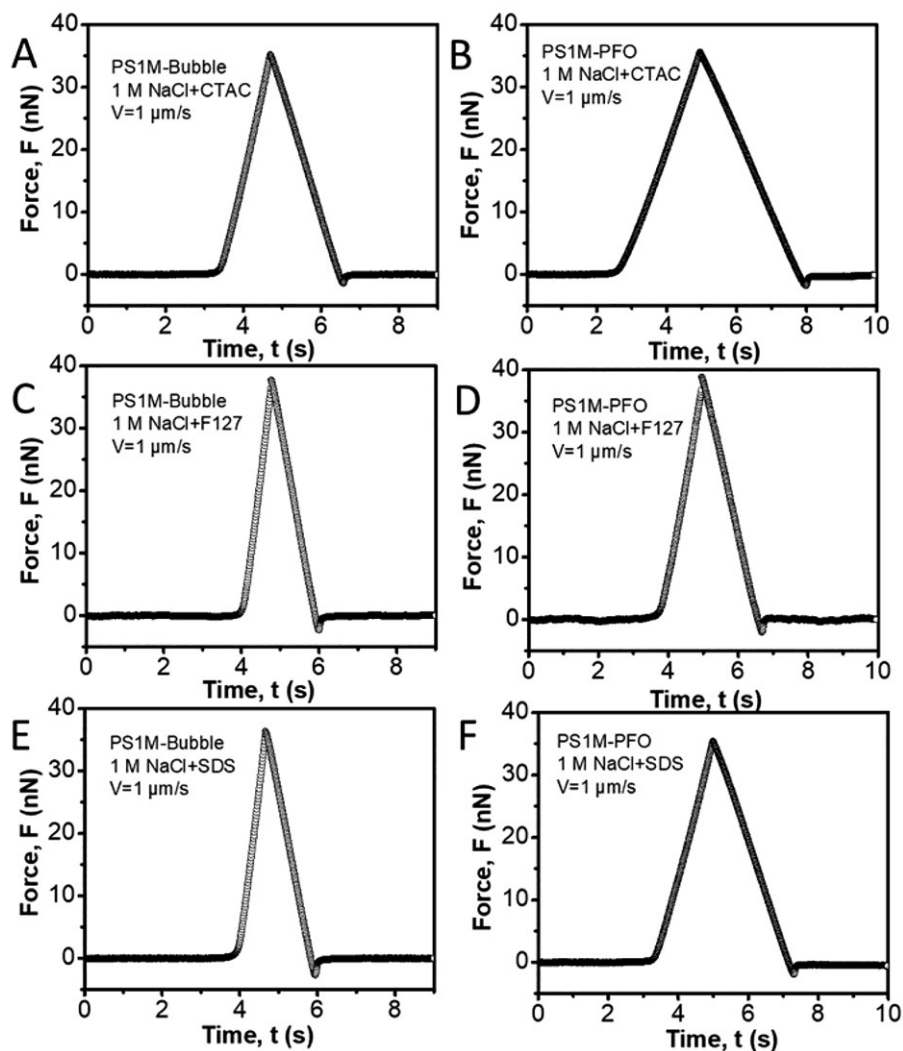 A
PS1M-Bubble
1 M NaCl+CTAC
V=1 µm/s
Force, F (nN)
40
30
20
10
0
0 2 4 6 8
Time, t (s)
B
PS1M-PFO
1 M NaCl+CTAC
V=1 µm/s
Force, F (nN)
40
30
20
10
0
0 2 4 6 8 10
Time, t (s)
C
PS1M-Bubble
1 M NaCl+F127
V=1 µm/s
Force, F (nN)
40
30
20
10
0
0 2 4 6 8
Time, t (s)
D
PS1M-PFO
1 M NaCl+F127
V=1 µm/s
Force, F (nN)
40
30
20
10
0
0 2 4 6 8 10
Time, t (s)
E
PS1M-Bubble
1 M NaCl+SDS
V=1 µm/s
Force, F (nN)
40
30
20
10
0
0 2 4 6 8
Time, t (s)
F
PS1M-PFO
1 M NaCl+SDS
V=1 µm/s
Force, F (nN)
40
30
20
10
0
0 2 4 6 8 10
Time, t (s)